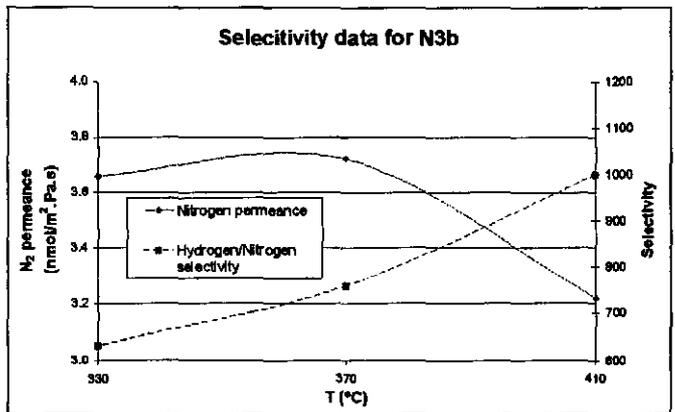 Selecitivity data for N3b
4.0
3.8
3.6
3.4
3.2
3.0
N2 permeance
(nmol/m2.Pa.s)
Nitrogen permeance
Hydrogen/Nitrogen
selectivity
1200
1100
1000
900
800
700
600
Selectivity
330
370
410
T (°C)